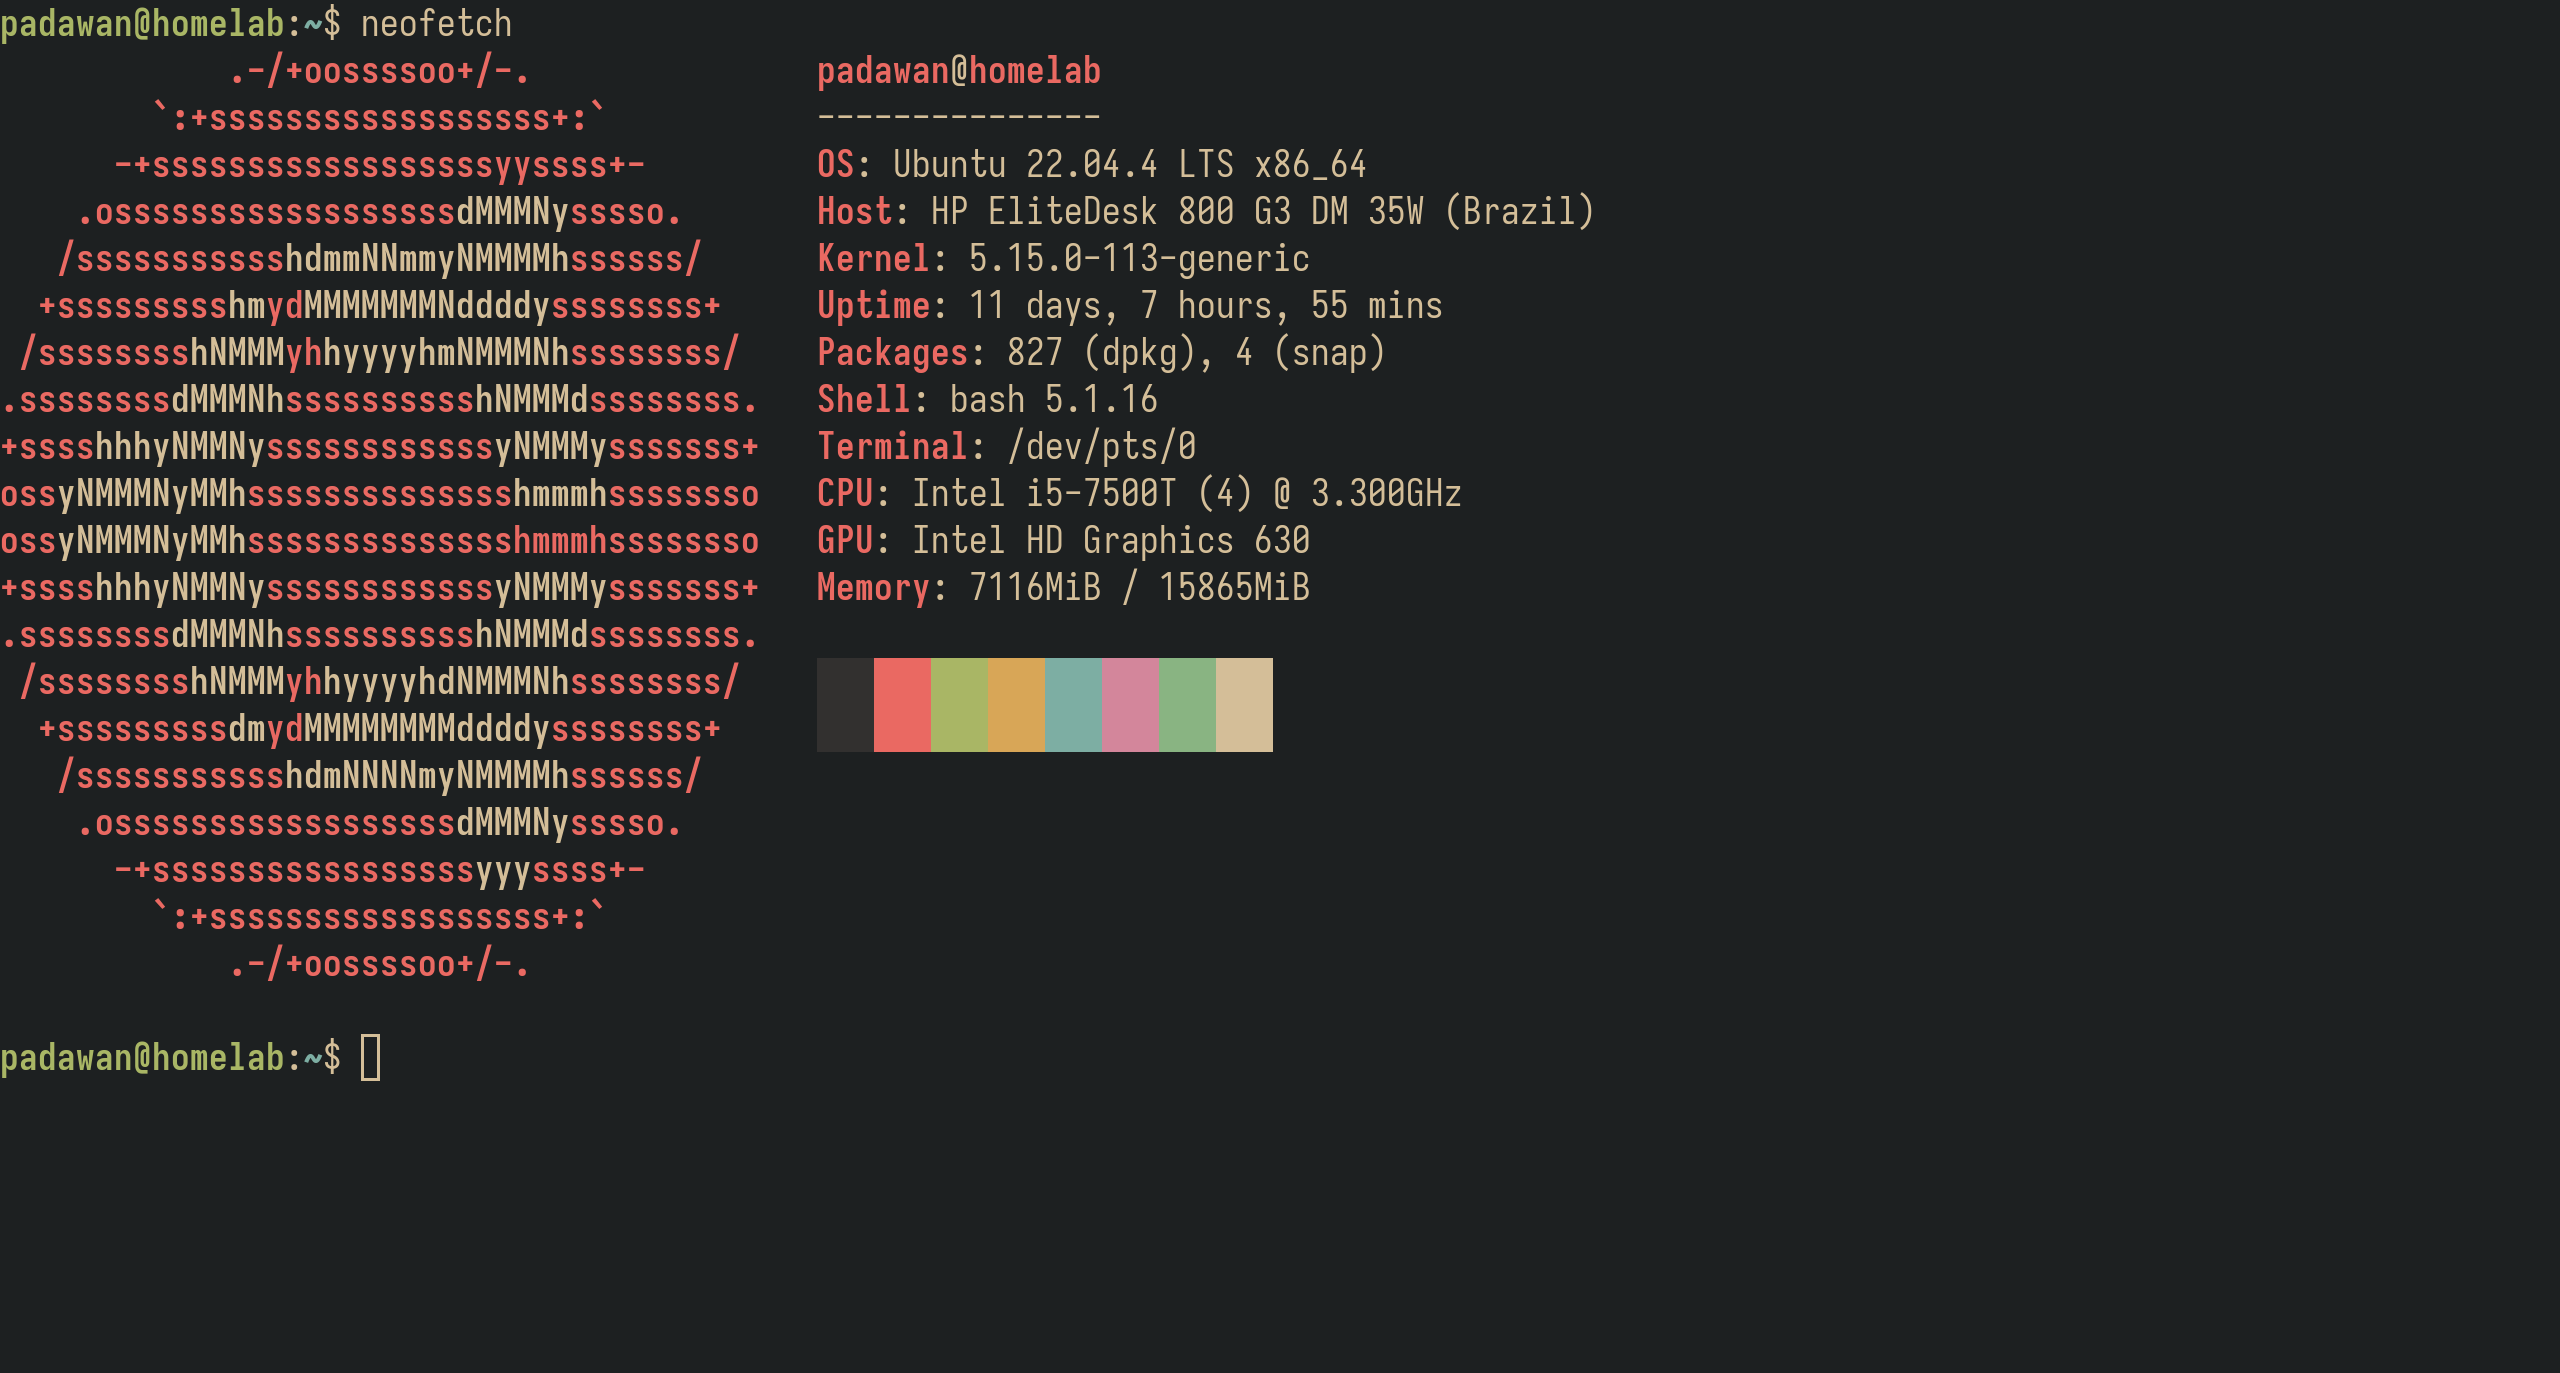 padawan@homelab:~$ neofetch
            .-/+oossssoo+/-.               padawan@homelab
        `:+ssssssssssssssssss+:`           ---------------
      -+ssssssssssssssssssyyssss+-         OS: Ubuntu 22.04.4 LTS x86_64
    .ossssssssssssssssssdMMMNysssso.       Host: HP EliteDesk 800 G3 DM 35W (Brazil)
   /ssssssssssshdmmNNmmyNMMMMhssssss/      Kernel: 5.15.0-113-generic
  +ssssssssshmydMMMMMMMNddddyssssssss+     Uptime: 11 days, 7 hours, 55 mins
 /sssssssshNMMMyhhyyyyhmNMMMNhssssssss/    Packages: 827 (dpkg), 4 (snap)
.ssssssssdMMMNhsssssssssshNMMMdssssssss.   Shell: bash 5.1.16
+sssshhhyNMMNyssssssssssssyNMMMysssssss+   Terminal: /dev/pts/0
ossyNMMMNyMMhsssssssssssssshmmmhssssssso   CPU: Intel i5-7500T (4) @ 3.300GHz
ossyNMMMNyMMhsssssssssssssshmmmhssssssso   GPU: Intel HD Graphics 630
+sssshhhyNMMNyssssssssssssyNMMMysssssss+   Memory: 7116MiB / 15865MiB
.ssssssssdMMMNhsssssssssshNMMMdssssssss.
 /sssssssshNMMMyhhyyyyhdNMMMNhssssssss/
  +sssssssssdmydMMMMMMMMddddyssssssss+
   /ssssssssssshdmNNNNmyNMMMMhssssss/
    .ossssssssssssssssssdMMMNysssso.
      -+sssssssssssssssssyyyssss+-
        `:+ssssssssssssssssss+:`
            .-/+oossssoo+/-.
padawan@homelab:~$